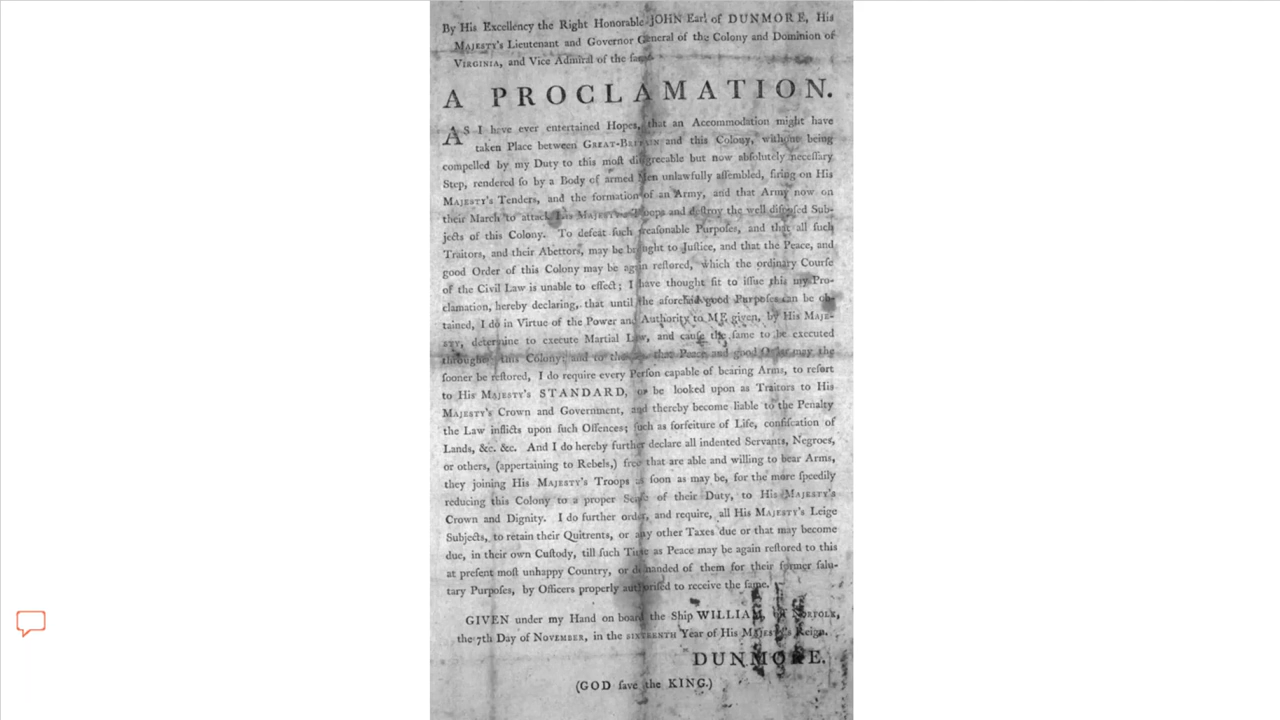 By His Excellency the Right Honorable JOHN Earl of DUNMORE, His
MAJESTY's Lieutenant and Governor General of the Colony and Dominion of
VIRGINIA, and Vice Admiral of the same.
A PROCLAMATION.
AS I have ever entertained Hopes, that an Accommodation might have
taken Place between GREAT-BRITAIN and this Colony, without being
compelled by my Duty to this moſt diſagreeable but now abſolutely neceſſary
Step, rendered ſo by a Body of armed Men unlawfully aſſembled, firing on His
MAJESTY's Tenders, and the formation of an Army, and that Army now on
their March to attack His MAJESTY's Troops and deſtroy the well diſpoſed Sub-
jects of this Colony. To defeat ſuch treaſonable Purpoſes, and that all ſuch
Traitors, and their Abettors, may be brought to Juſtice, and that the Peace, and
good Order of this Colony may be again reſtored, which the ordinary Courſe
of the Civil Law is unable to effect; I have thought fit to iſſue this my Pro-
clamation, hereby declaring, that until the aforeſaid good Purpoſes can be ob-
tained, I do in Virtue of the Power and Authority to ME given, by His MAJE-
STY, determine to execute Martial Law, and cauſe the ſame to be executed
throughout this Colony; and to the end that Peace and good Order may the
ſooner be reſtored, I do require every Perſon capable of bearing Arms, to reſort
to His MAJESTY's STANDARD, or be looked upon as Traitors to His
MAJESTY's Crown and Government, and thereby become liable to the Penalty
the Law inflicts upon ſuch Offences; ſuch as forfeiture of Life, confiſcation of
Lands, &c. &c. And I do hereby further declare all indented Servants, Negroes,
or others, (appertaining to Rebels,) free that are able and willing to bear Arms,
they joining His MAJESTY's Troops as ſoon as may be, for the more ſpeedily
reducing this Colony to a proper Senſe of their Duty, to His MAJESTY's
Crown and Dignity. I do further order, and require, all His MAJESTY's Leige
Subjects, to retain their Quitrents, or any other Taxes due or that may become
due, in their own Cuſtody, till ſuch Time as Peace may be again reſtored to this
at preſent moſt unhappy Country, or demanded of them for their former ſalu-
tary Purpoſes, by Officers properly authoriſed to receive the ſame.
GIVEN under my Hand on board the Ship WILLIAM, NORFOLK,
the 7th Day of NOVEMBER, in the SIXTEENTH Year of His MAJESTY's Reign.
DUNMORE.
(GOD ſave the KING.)